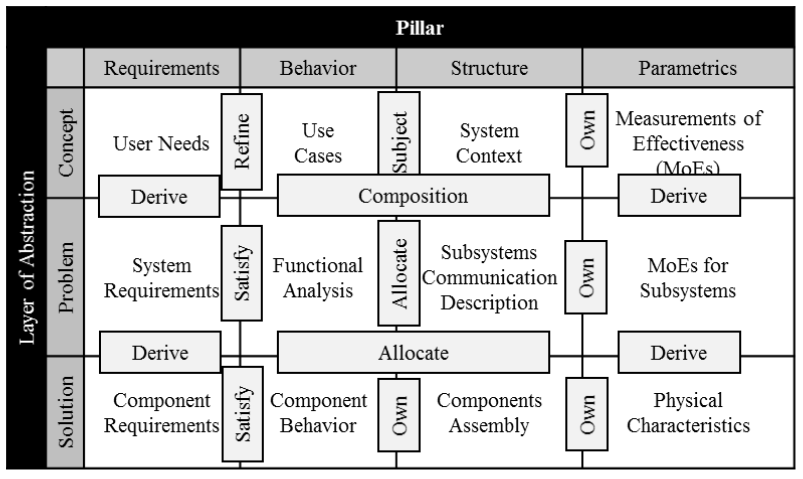 Pillar
Requirements Behavior Structure Parametrics
Layer of Abstraction
Concept
User Needs
Refine
Use
Cases
Subject
System
Context
Own
Measurements of
Effectiveness
(MoEs)
Derive
Composition
Derive
Problem
System
Requirements
Satisfy
Functional
Analysis
Allocate
Subsystems
Communication
Description
Own
MoEs for
Subsystems
Derive
Allocate
Derive
Solution
Component
Requirements
Satisfy
Component
Behavior
Own
Components
Assembly
Own
Physical
Characteristics